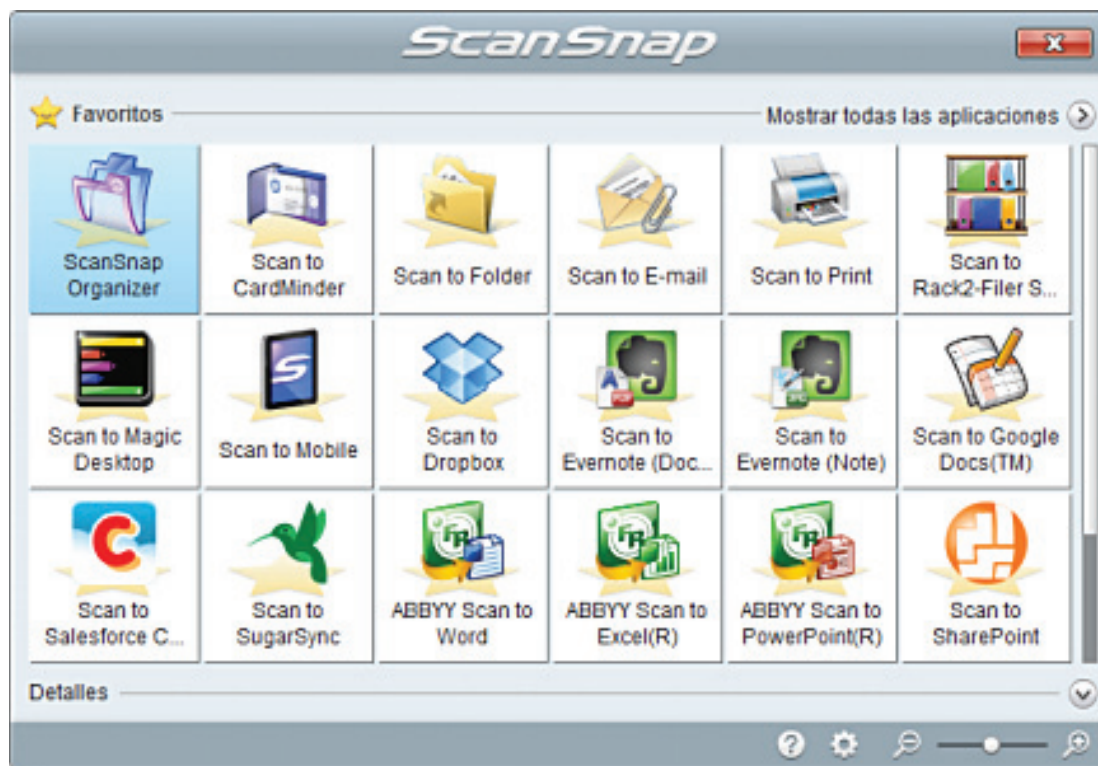 ScanSnap
Favoritos
Mostrar todas las aplicaciones
ScanSnap
Organizer
Scan to
CardMinder
Scan to Folder
Scan to E-mail
Scan to Print
Scan to
Rack2-Filer S...
Scan to Magic
Desktop
Scan to Mobile
Scan to
Dropbox
Scan to
Evernote (Doc...
Scan to
Evernote (Note)
Scan to Google
Docs(TM)
Scan to
Salesforce C...
Scan to
SugarSync
ABBYY Scan to
Word
ABBYY Scan to
Excel(R)
ABBYY Scan to
PowerPoint(R)
Scan to
SharePoint
Detalles